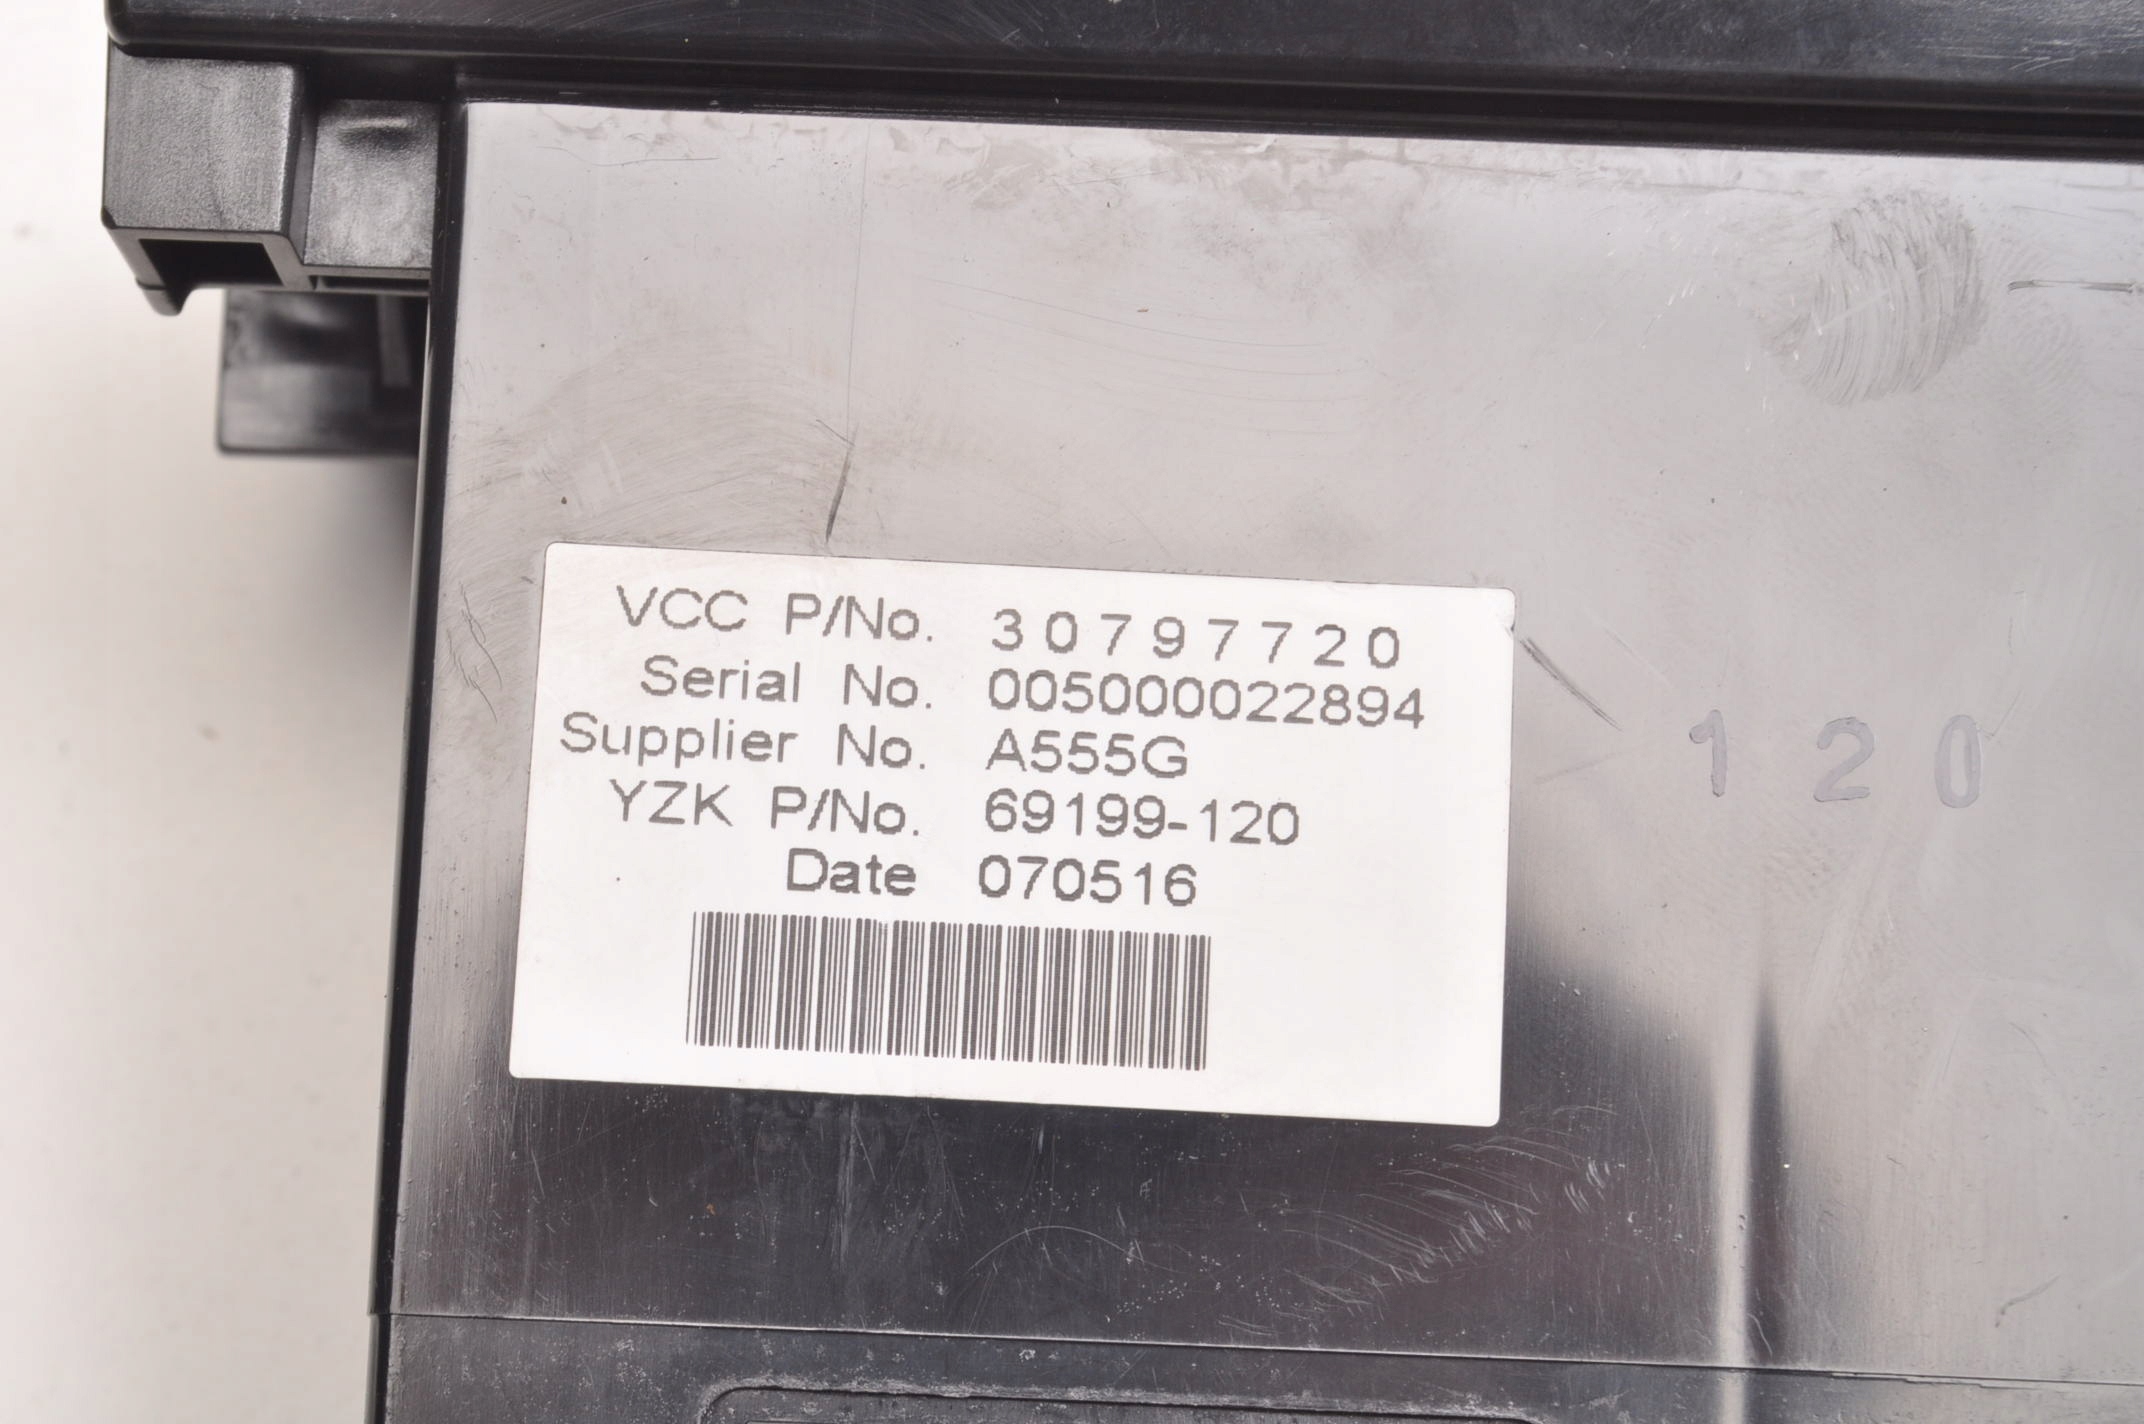 VCC P/No. 30797720
Serial No. 005000022894
Supplier No. A555G
YZK P/No. 69199-120
Date 070516
120